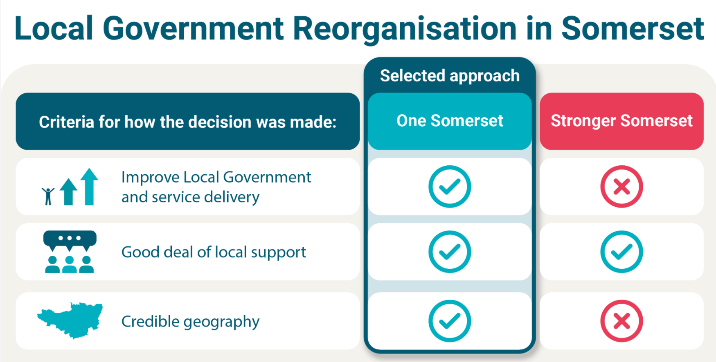 Local Government Reorganisation in Somerset
Selected approach
Criteria for how the decision was made:
One Somerset
Stronger Somerset
Improve Local Government
and service delivery
Good deal of local support
Credible geography